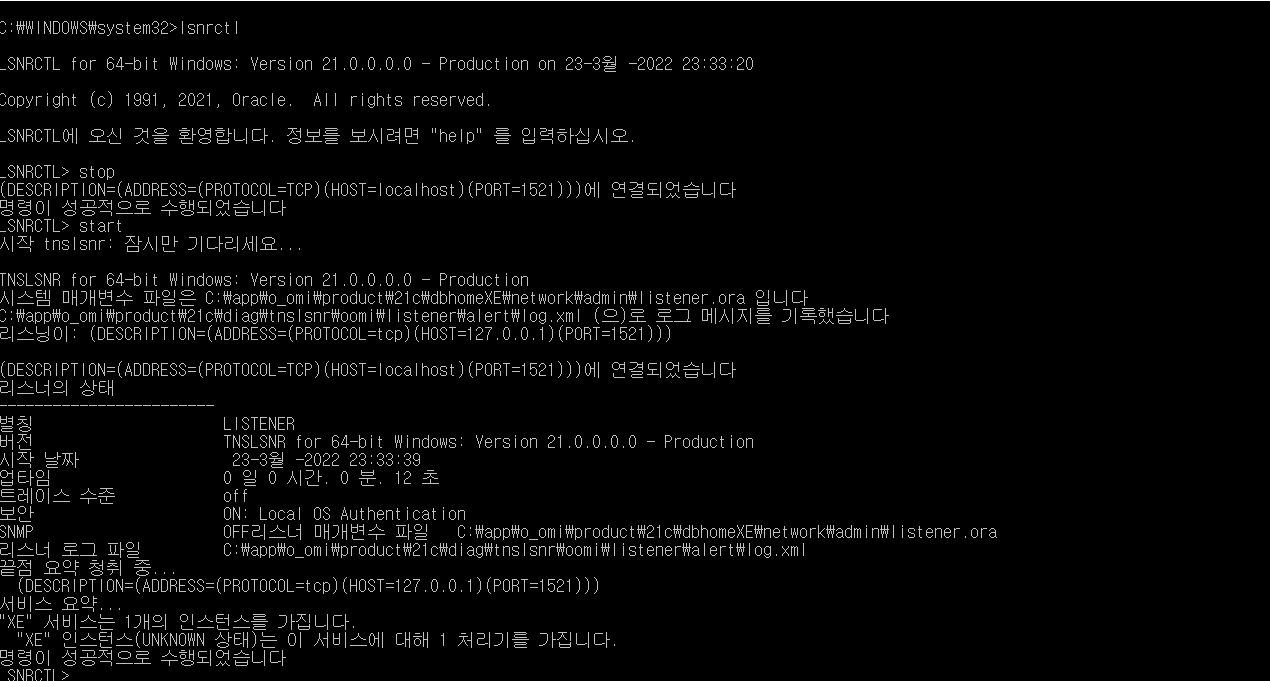 C:\WINDOWS\system32>lsnrctl
LSNRCTL for 64-bit Windows: Version 21.0.0.0.0 - Production on 23-3월 -2022 23:33:20
Copyright (c) 1991, 2021, Oracle.  All rights reserved.
LSNRCTL에 오신 것을 환영합니다. 정보를 보시려면 "help" 를 입력하십시오.
LSNRCTL> stop
(DESCRIPTION=(ADDRESS=(PROTOCOL=TCP)(HOST=localhost)(PORT=1521)))에 연결되었습니다
명령이 성공적으로 수행되었습니다
LSNRCTL> start
시작 tnslsnr: 잠시만 기다리세요...
TNSLSNR for 64-bit Windows: Version 21.0.0.0.0 - Production
시스템 매개변수 파일은 C:\app\o_omi\product\21c\dbhomeXE\network\admin\listener.ora 입니다
C:\app\o_omi\product\21c\diag\tnslsnr\oomi\listener\alert\log.xml (으)로 로그 메시지를 기록했습니다
리스닝이: (DESCRIPTION=(ADDRESS=(PROTOCOL=tcp)(HOST=127.0.0.1)(PORT=1521)))
(DESCRIPTION=(ADDRESS=(PROTOCOL=TCP)(HOST=localhost)(PORT=1521)))에 연결되었습니다
리스너의 상태
------------------------
별칭                     LISTENER
버전                     TNSLSNR for 64-bit Windows: Version 21.0.0.0.0 - Production
시작 날짜                 23-3월 -2022 23:33:39
업타임                   0 일 0 시간. 0 분. 12 초
트레이스 수준            off
보안                     ON: Local OS Authentication
SNMP                     OFF리스너 매개변수 파일   C:\app\o_omi\product\21c\dbhomeXE\network\admin\listener.ora
리스너 로그 파일         C:\app\o_omi\product\21c\diag\tnslsnr\oomi\listener\alert\log.xml
끝점 요약 청취 중...
  (DESCRIPTION=(ADDRESS=(PROTOCOL=tcp)(HOST=127.0.0.1)(PORT=1521)))
서비스 요약...
"XE" 서비스는 1개의 인스턴스를 가집니다.
  "XE" 인스턴스(UNKNOWN 상태)는 이 서비스에 대해 1 처리기를 가집니다.
명령이 성공적으로 수행되었습니다
LSNRCTL>